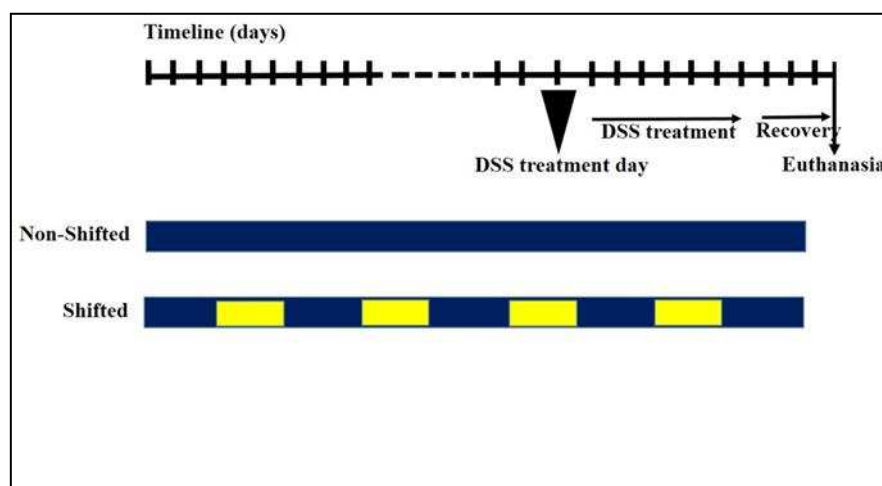 Timeline (days)
DSS treatment
Recovery
DSS treatment day
Euthanasia
Non-Shifted
Shifted